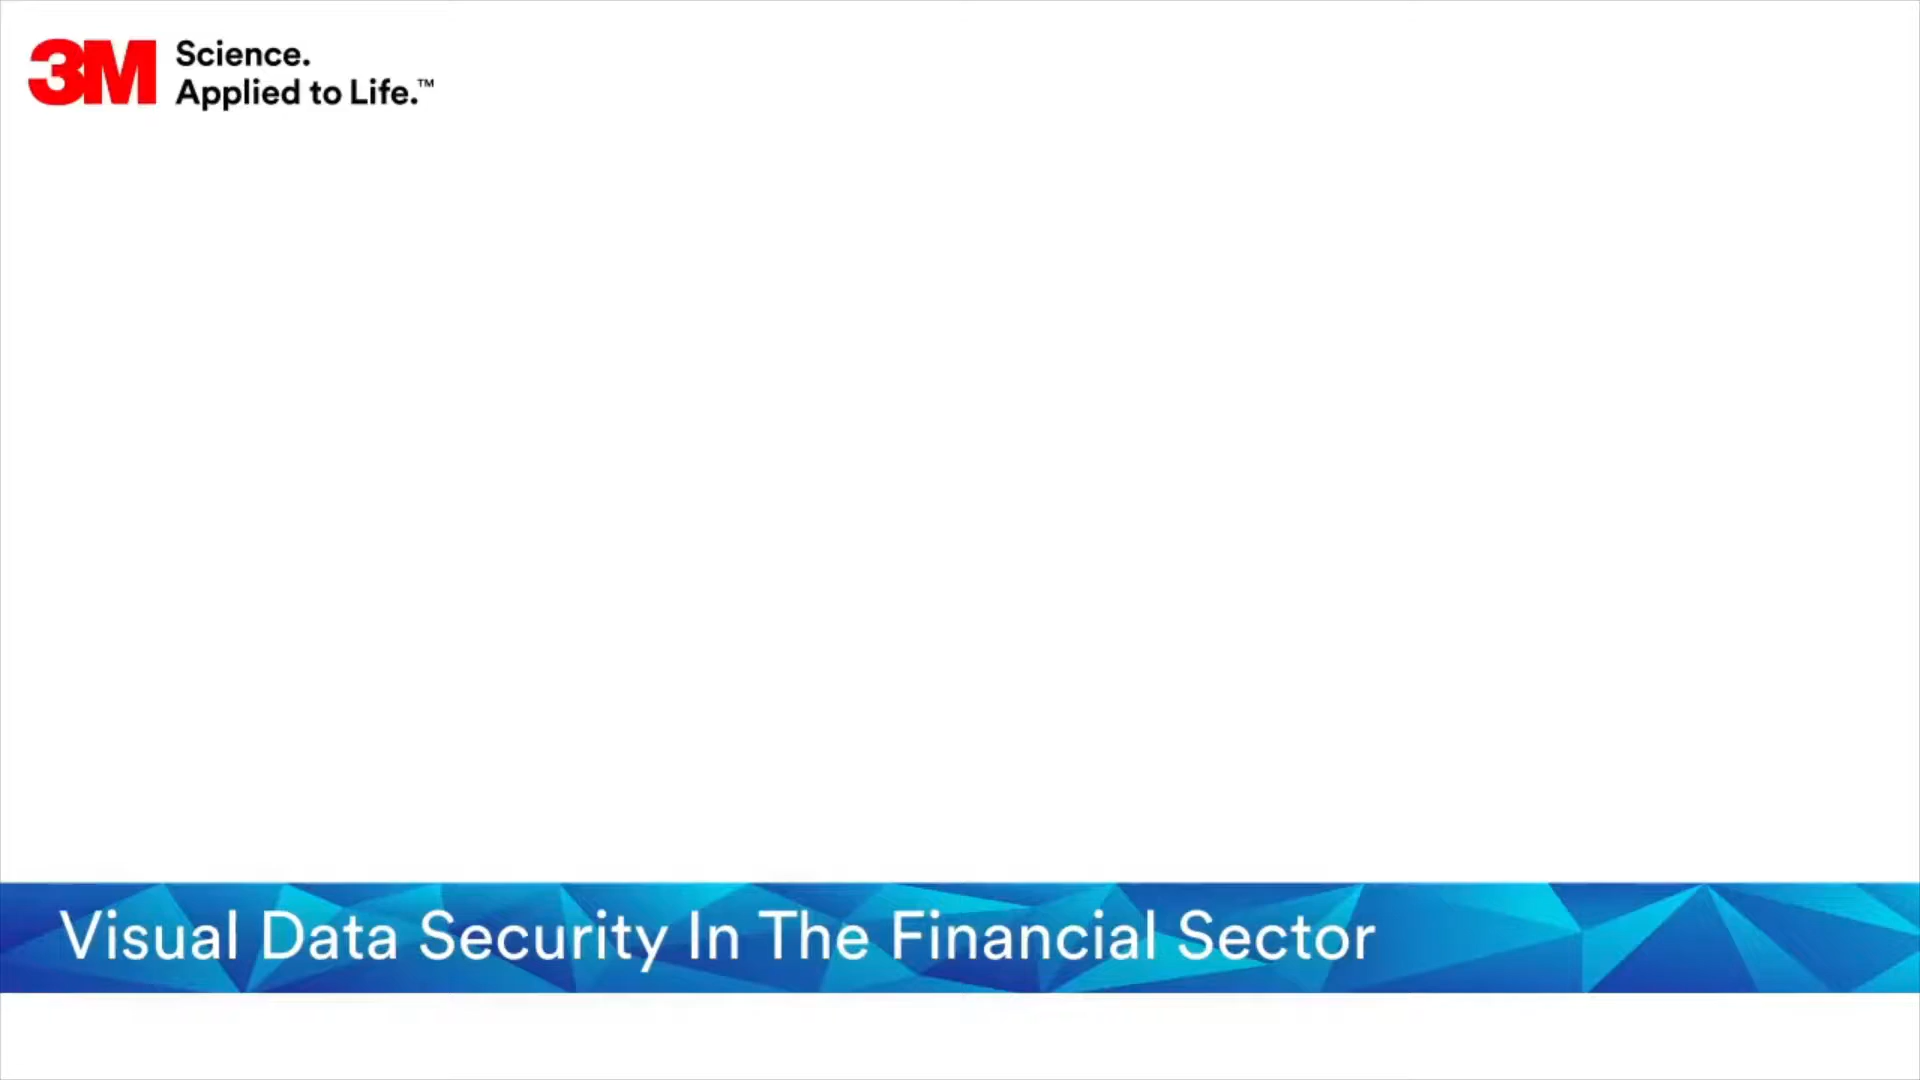 3M Science.
Applied to Life.™
Visual Data Security In The Financial Sector